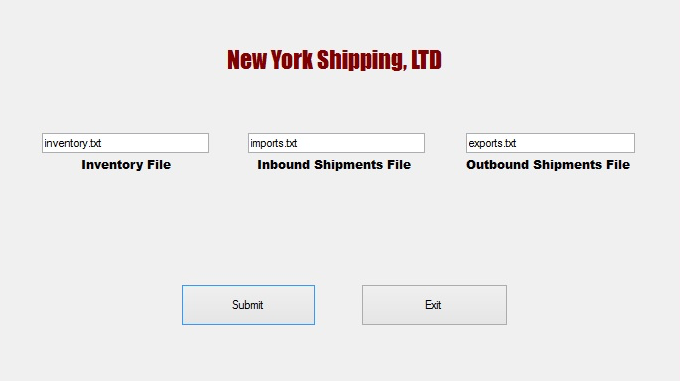 New York Shipping, LTD
inventory.txt
imports.txt
exports.txt
Inventory File
Inbound Shipments File
Outbound Shipments File
Submit
Exit